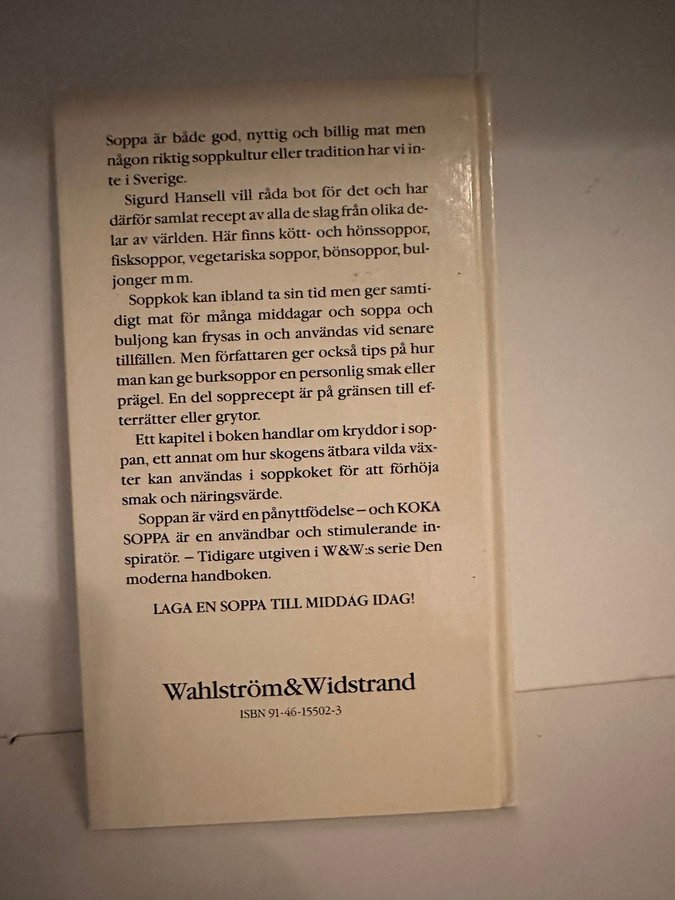 Soppa är både god, nyttig och billig mat men
någon riktig soppkultur eller tradition har vi in-
te i Sverige.
Sigurd Hansell vill råda bot för det och har
därför samlat recept av alla de slag från olika de-
lar av världen. Här finns kött- och hönssoppor,
fisksoppor, vegetariska soppor, bönsoppor, bul-
jonger m m.
Soppkok kan ibland ta sin tid men ger samti-
digt mat för många middagar och soppa och
buljong kan frysas in och användas vid senare
tillfällen. Men författaren ger också tips på hur
man kan ge burksoppor en personlig smak eller
prägel. En del sopprecept är på gränsen till ef-
terrätter eller grytor.
Ett kapitel i boken handlar om kryddor i sop-
pan, ett annat om hur skogens ätbara vilda väx-
ter kan användas i soppkoket för att förhöja
smak och näringsvärde.
Soppan är värd en pånyttfödelse – och KOKA
SOPPA är en användbar och stimulerande in-
spiratör. – Tidigare utgiven i W&W:s serie Den
moderna handboken.
LAGA EN SOPPA TILL MIDDAG IDAG!
Wahlström&Widstrand
ISBN 91-46-15502-3